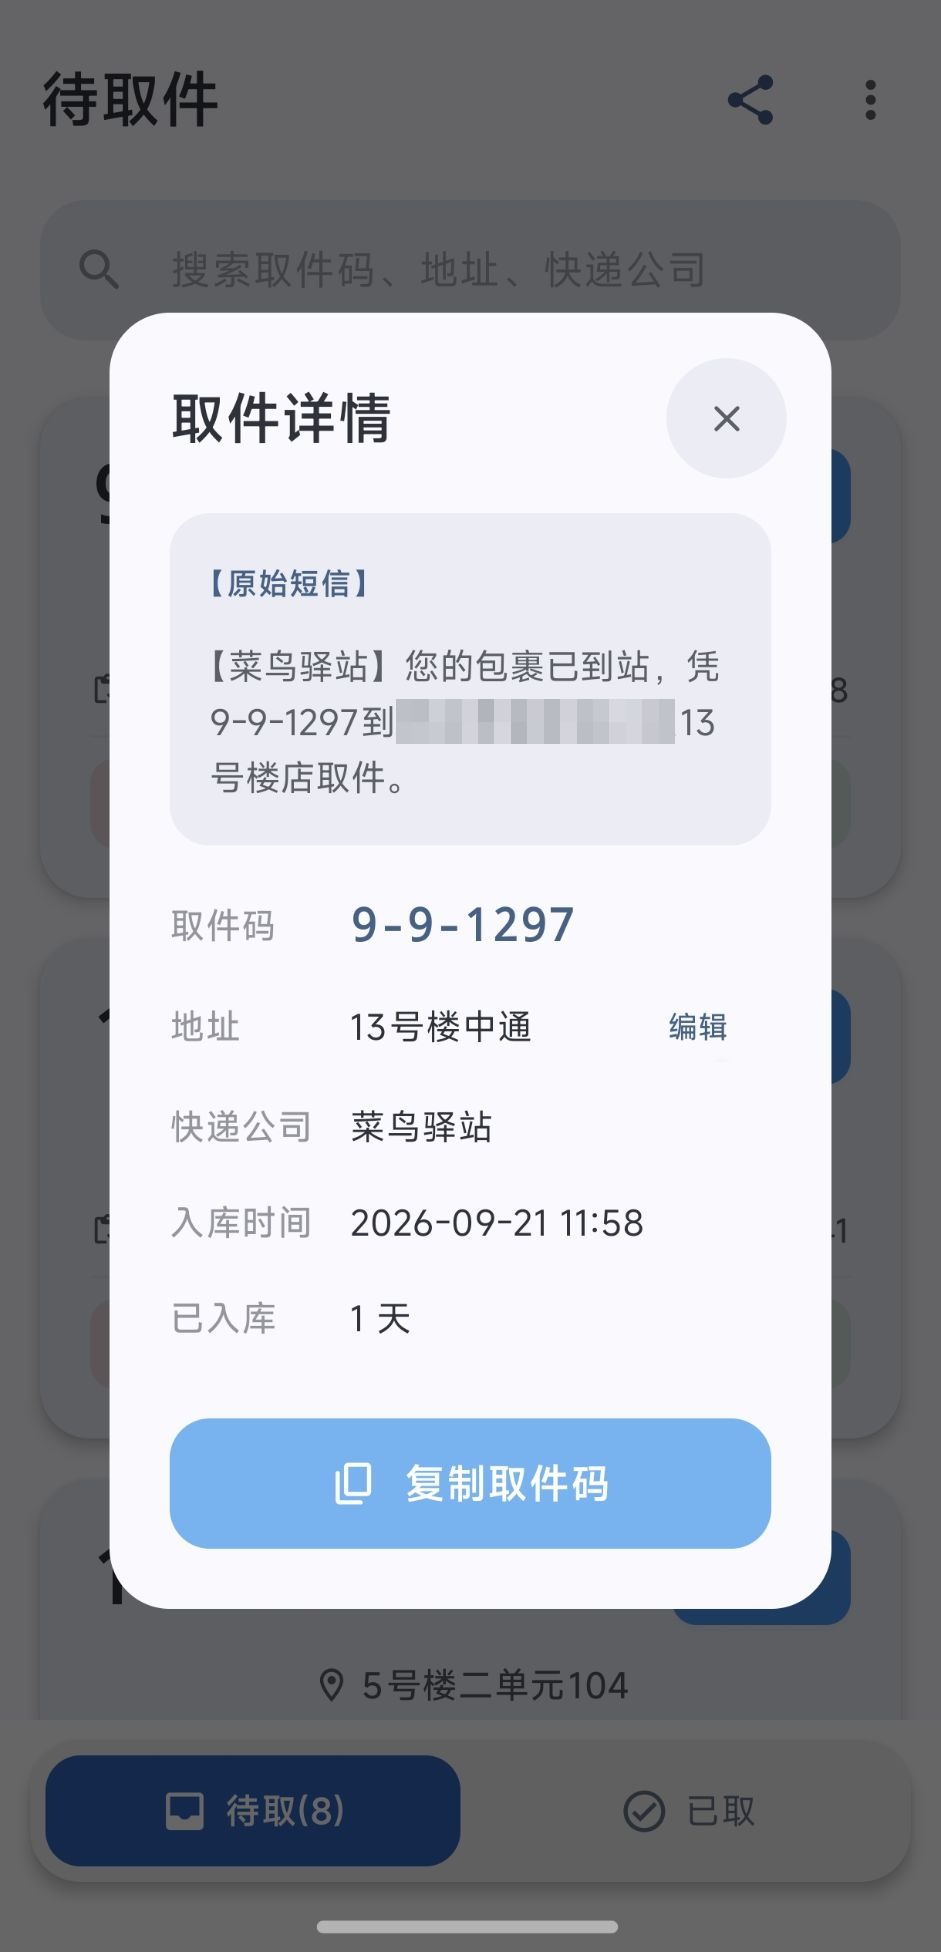 待取件
搜索取件码、地址、快递公司
取件详情
【原始短信】
【菜鸟驿站】您的包裹已到站，凭
9-9-1297到 13
号楼店取件。
取件码 9-9-1297
地址 13号楼中通 编辑
快递公司 菜鸟驿站
入库时间 2026-09-21 11:58
已入库 1 天
复制取件码
5号楼二单元104
待取(8) 已取